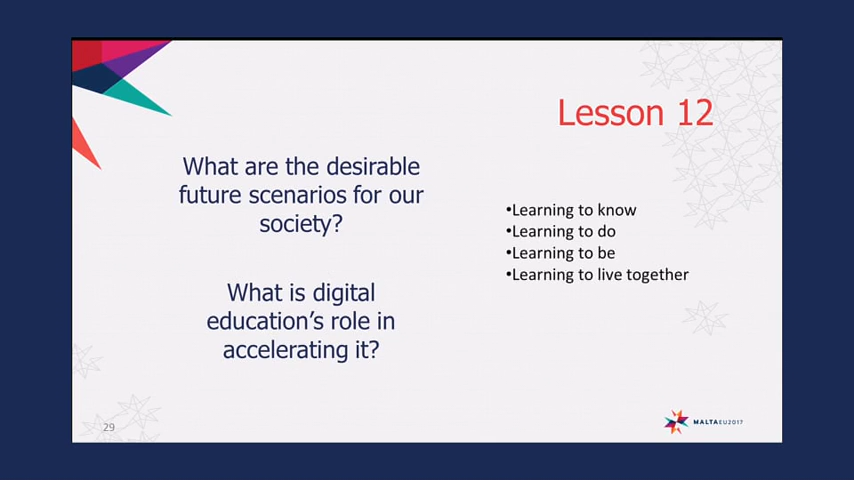 Lesson 12
What are the desirable
future scenarios for our
society?
What is digital
education's role in
accelerating it?
•Learning to know
•Learning to do
•Learning to be
•Learning to live together
29
MALTAEU2017